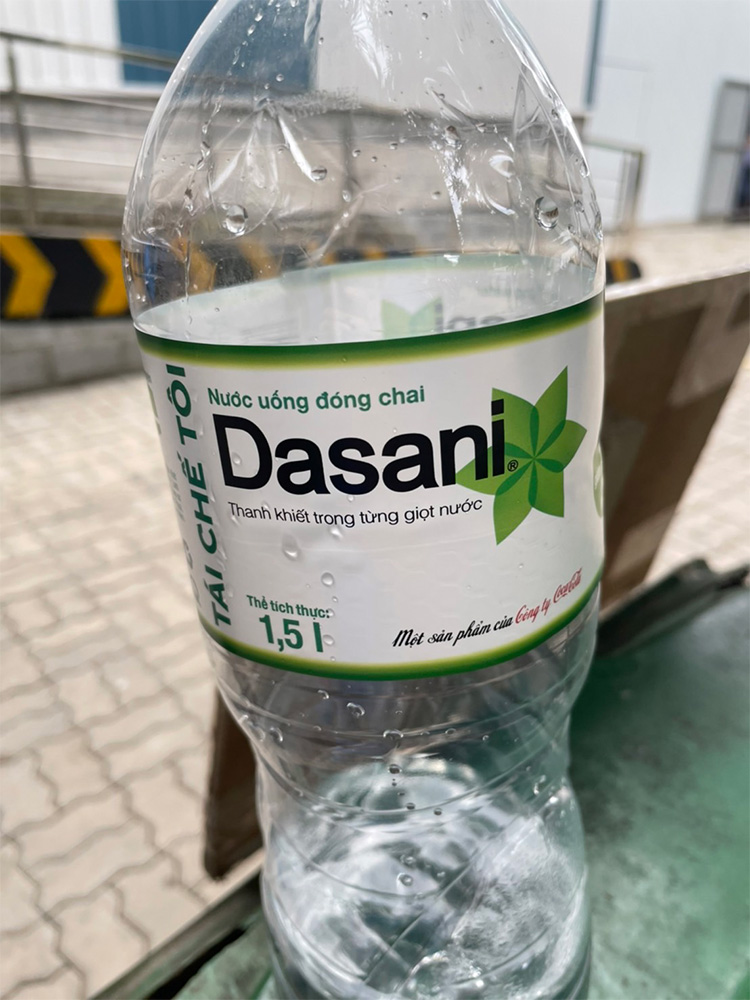 TÁI CHẾ TÔI
Nước uống đóng chai
Dasani®
Thanh khiết trong từng giọt nước
Thể tích thực:
1,5 l
Một sản phẩm của Công ty Coca-Cola